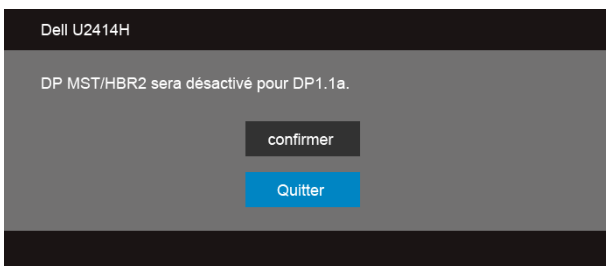 Dell U2414H
DP MST/HBR2 sera désactivé pour DP1.1a.
confirmer
Quitter